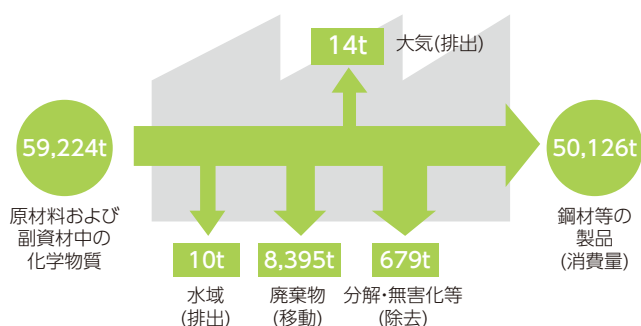 14t
大気(排出)
59,224t
原材料および
副資材中の
化学物質
50,126t
鋼材等の
製品
(消費量)
10t
水域
(排出)
8,395t
廃棄物
(移動)
679t
分解・無害化等
(除去)